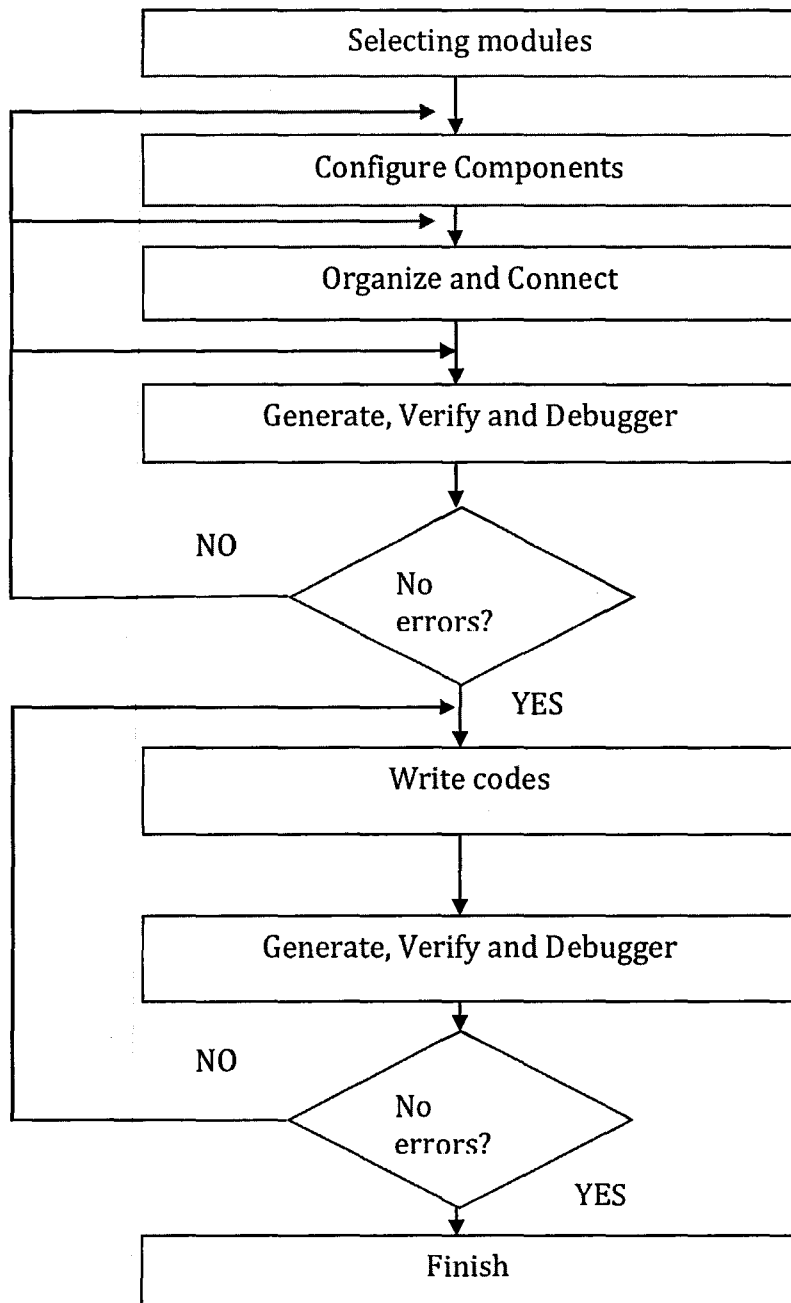 Selecting modules
Configure Components
Organize and Connect
Generate, Verify and Debugger
NO
No
errors?
YES
Write codes
Generate, Verify and Debugger
NO
No
errors?
YES
Finish